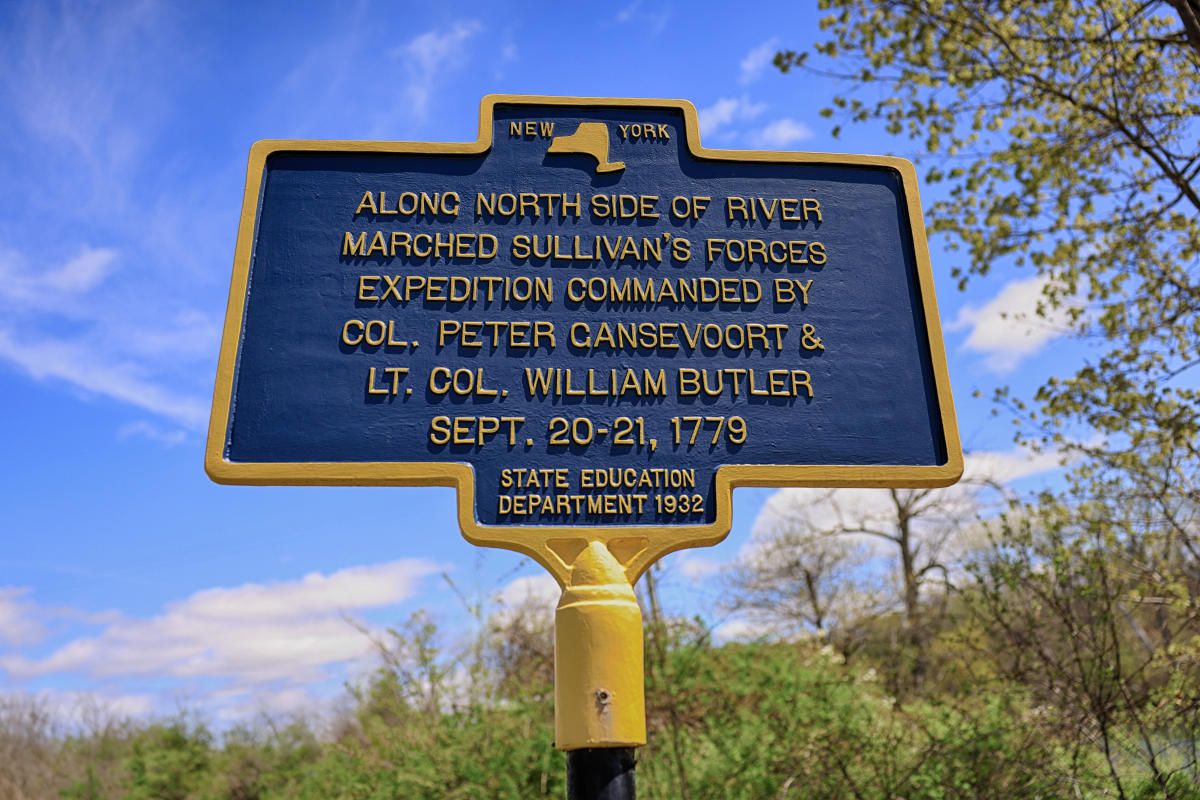 NEW YORK
ALONG NORTH SIDE OF RIVER
MARCHED SULLIVAN'S FORCES
EXPEDITION COMMANDED BY
COL. PETER GANSEVOORT &
LT. COL. WILLIAM BUTLER
SEPT. 20-21, 1779
STATE EDUCATION
DEPARTMENT 1932